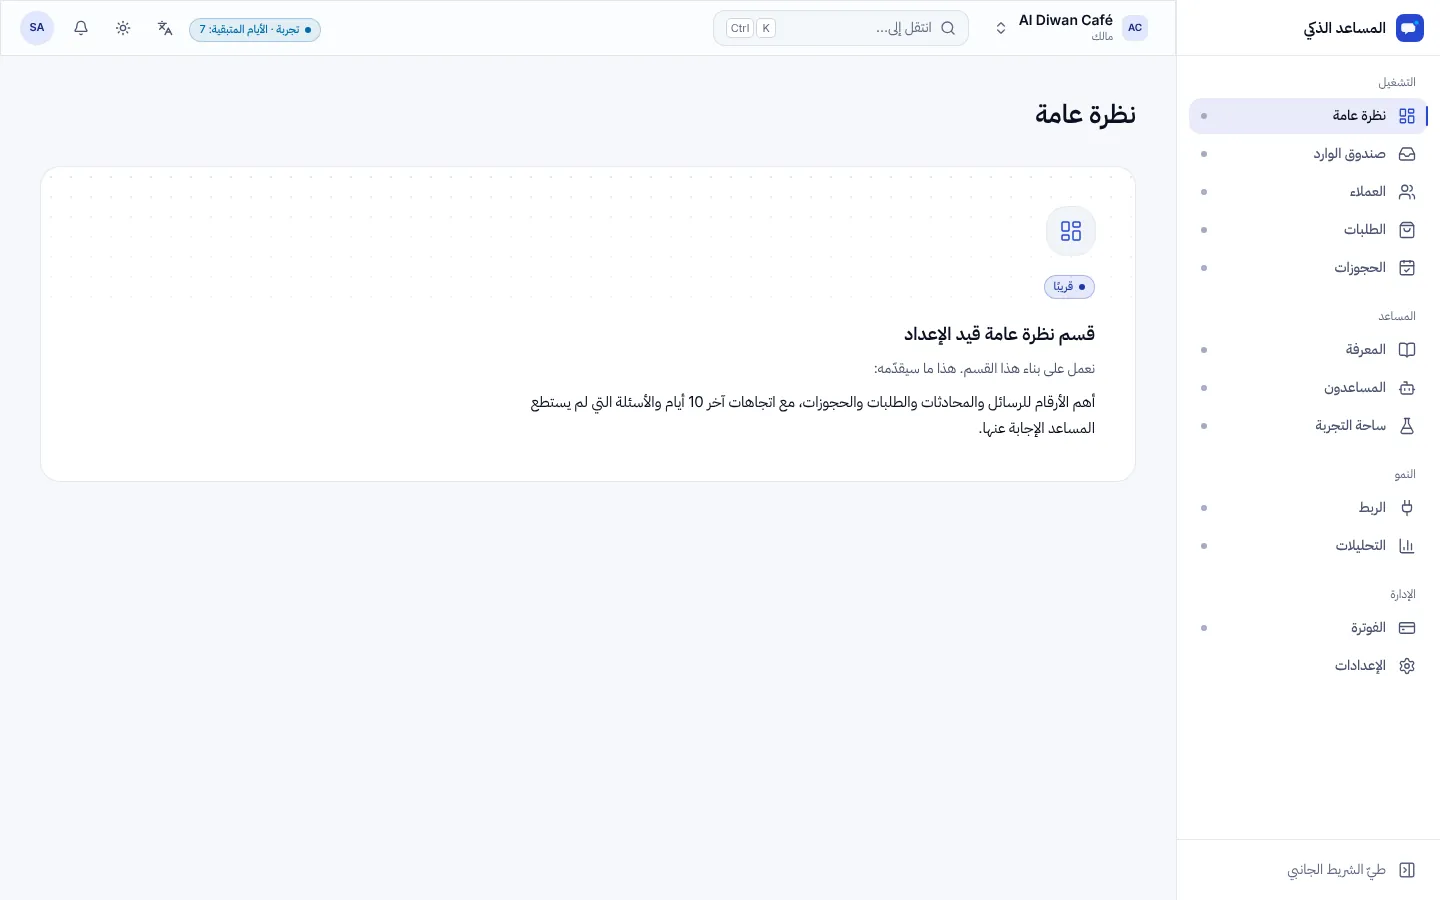 المساعد الذكي
AC
Al Diwan Café
مالك
انتقل إلى...
Ctrl K
تجربة · الأيام المتبقية: 7
SA
التشغيل
نظرة عامة
صندوق الوارد
العملاء
الطلبات
الحجوزات
المساعد
المعرفة
المساعدون
ساحة التجربة
النمو
الربط
التحليلات
الإدارة
الفوترة
الإعدادات
طيّ الشريط الجانبي
نظرة عامة
قريبًا
قسم نظرة عامة قيد الإعداد
نعمل على بناء هذا القسم. هذا ما سيقدّمه:
أهم الأرقام للرسائل والمحادثات والطلبات والحجوزات، مع اتجاهات آخر 10 أيام والأسئلة التي لم يستطع
المساعد الإجابة عنها.